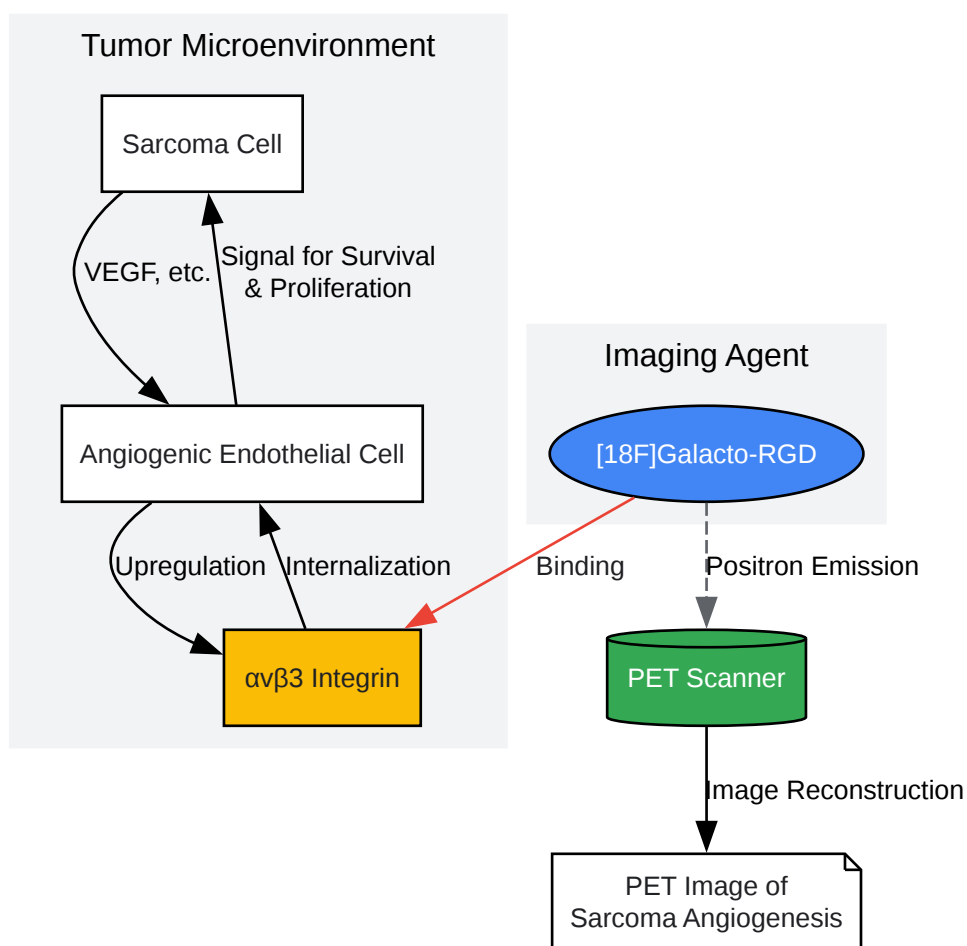 Tumor Microenvironment
Sarcoma Cell
VEGF, etc.
Signal for Survival
& Proliferation
Imaging Agent
Angiogenic Endothelial Cell
[18F]Galacto-RGD
Upregulation
Internalization
Binding
Positron Emission
αvβ3 Integrin
PET Scanner
Image Reconstruction
PET Image of
Sarcoma Angiogenesis